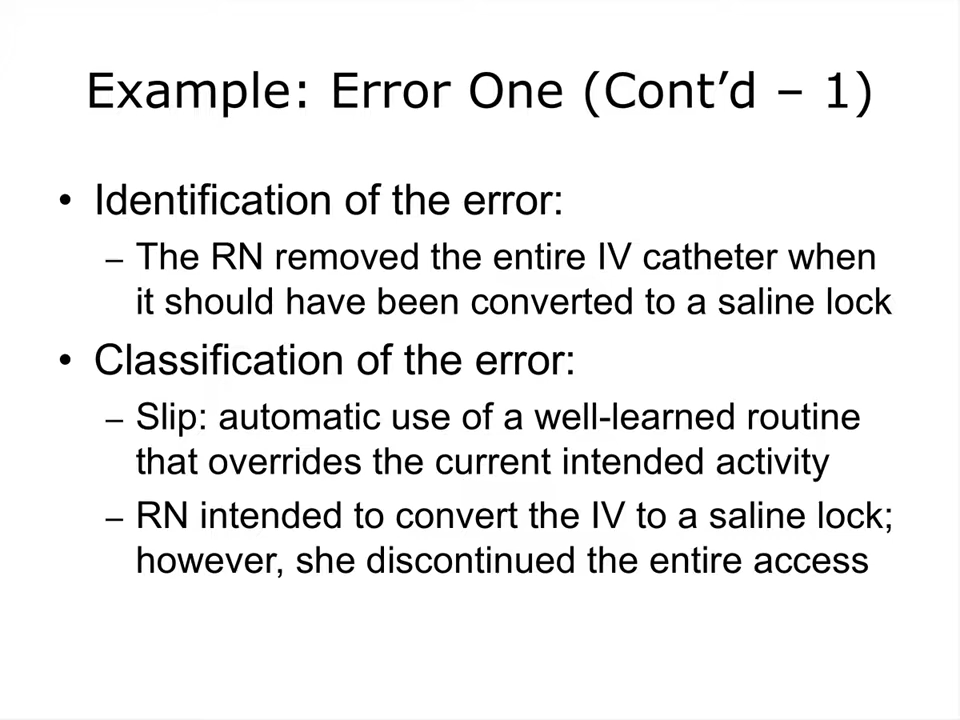 Example: Error One (Cont’d – 1)
• Identification of the error:
– The RN removed the entire IV catheter when
it should have been converted to a saline lock
• Classification of the error:
– Slip: automatic use of a well-learned routine
that overrides the current intended activity
– RN intended to convert the IV to a saline lock;
however, she discontinued the entire access